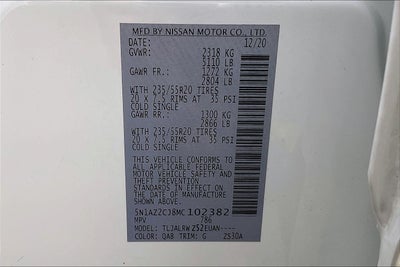 MFD BY NISSAN MOTOR CO., LTD.
DATE: 12/20
GVWR: 2318 KG
5110 LB
GAWR FR.: 1272 KG
2804 LB
WITH 235/55R20 TIRES
20 X 7.5 RIMS AT 35 PSI
COLD SINGLE
GAWR RR.: 1300 KG
2866 LB
WITH 235/55R20 TIRES
20 X 7.5 RIMS AT 35 PSI
COLD SINGLE
THIS VEHICLE CONFORMS TO
ALL APPLICABLE U.S. FEDERAL
MOTOR VEHICLE SAFETY AND
THEFT PREVENTION STANDARDS
IN EFFECT ON THE DATE OF
MANUFACTURE SHOWN ABOVE.
5N1AZ2CJ8MC102382
MPV 786
MODEL: TLJALRWZ52EUAN-----
COLOR: QAB TRIM: G Z530A